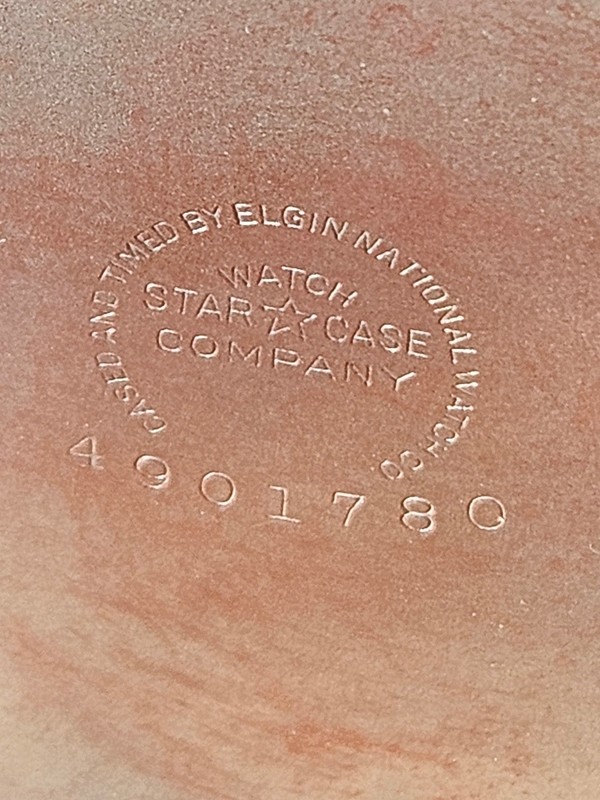 CASED AND TIMED BY ELGIN NATIONAL WATCH CO
WATCH
STAR CASE
COMPANY
4901780